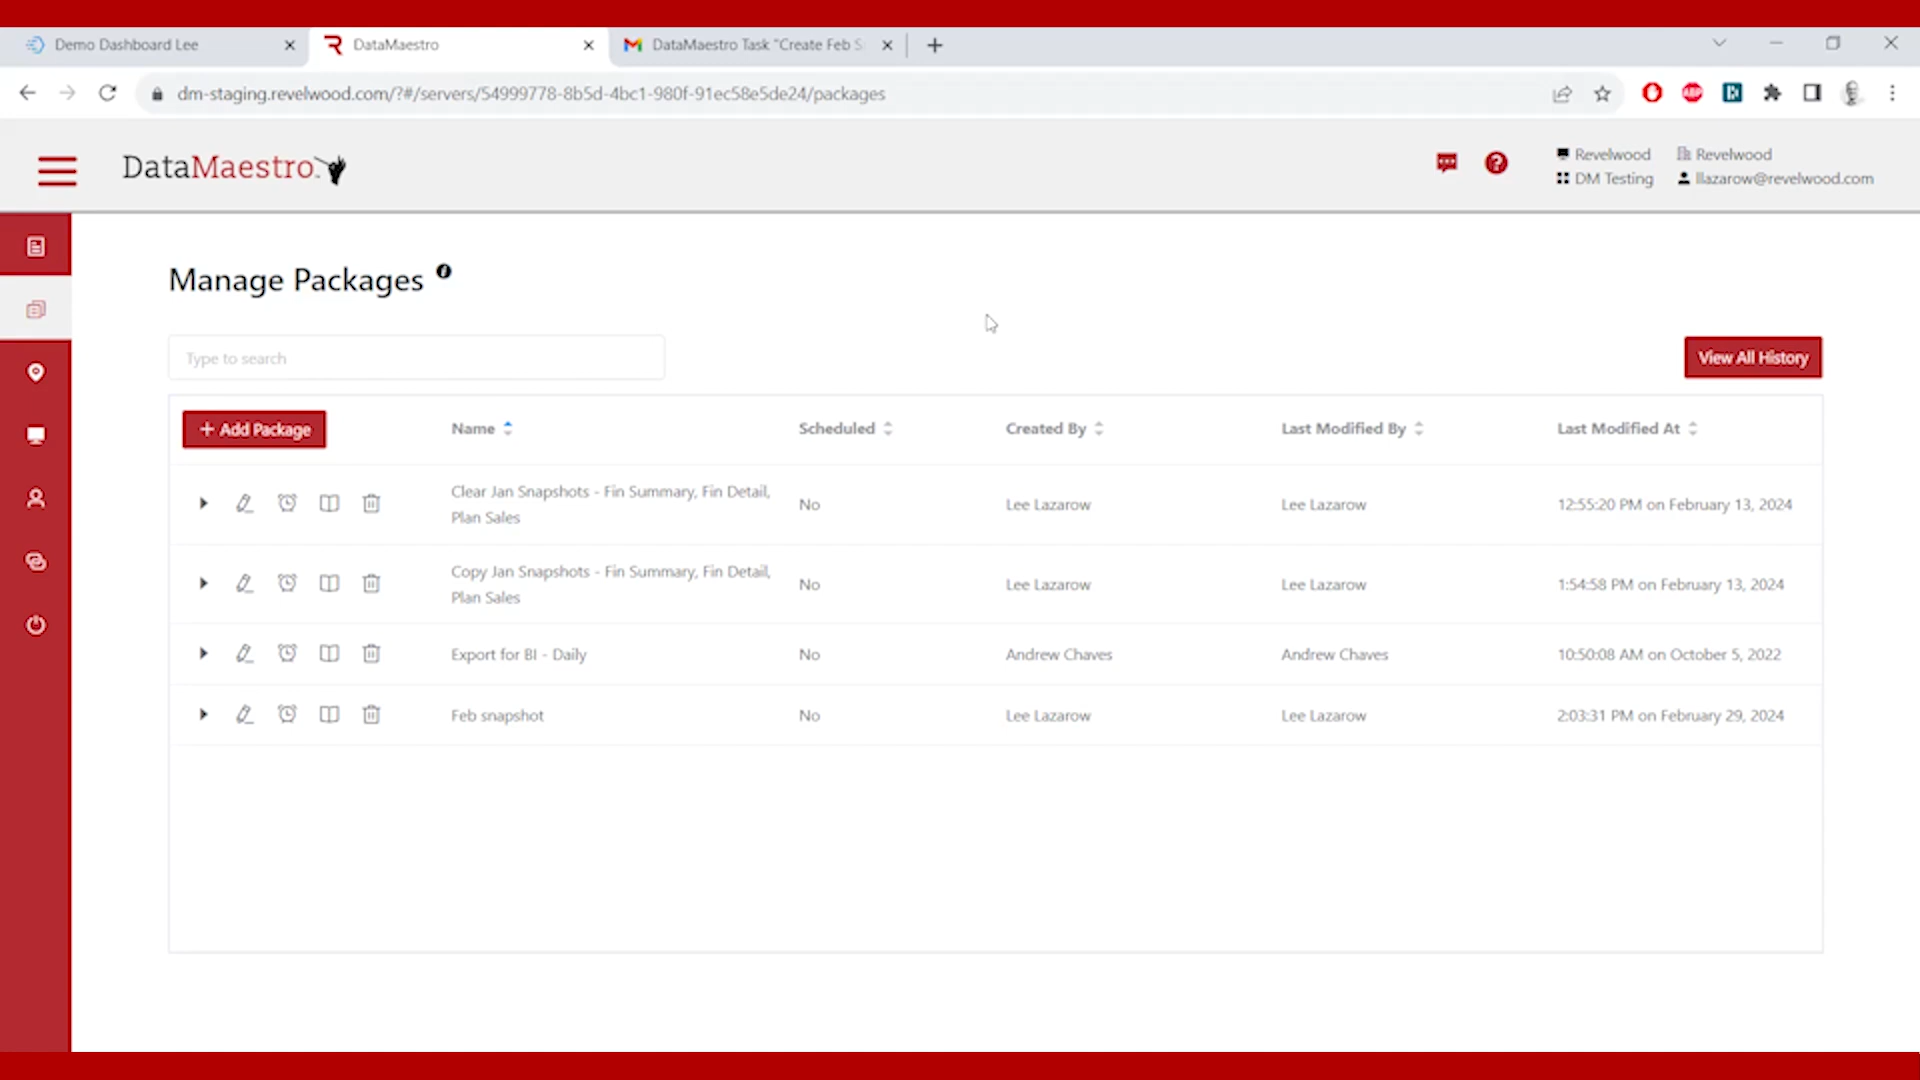 Demo Dashboard Lee
DataMaestro
DataMaestro Task "Create Feb S
dm-staging.revelwood.com/?#/servers/54999778-8b5d-4bc1-980f-91ec58e5de24/packages
DataMaestro
Revelwood
Revelwood
DM Testing
llazarow@revelwood.com
Manage Packages
Type to search
View All History
+ Add Package
Name
Scheduled
Created By
Last Modified By
Last Modified At
Clear Jan Snapshots - Fin Summary, Fin Detail,
Plan Sales
No
Lee Lazarow
Lee Lazarow
12:55:20 PM on February 13, 2024
Copy Jan Snapshots - Fin Summary, Fin Detail,
Plan Sales
No
Lee Lazarow
Lee Lazarow
1:54:58 PM on February 13, 2024
Export for BI - Daily
No
Andrew Chaves
Andrew Chaves
10:50:08 AM on October 5, 2022
Feb snapshot
No
Lee Lazarow
Lee Lazarow
2:03:31 PM on February 29, 2024